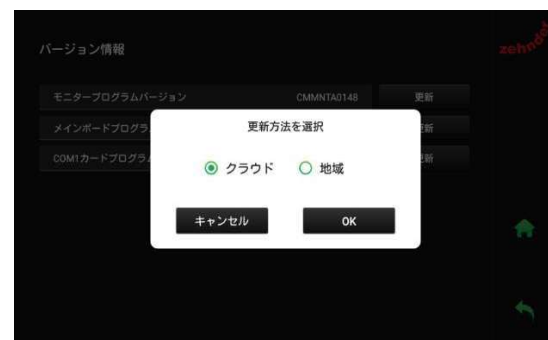 バージョン情報
zehnder
モニタープログラムバージョン CMMNTA0148 更新
メインボードプログラ 更新
COM1カードプログラ 更新
更新方法を選択
クラウド 地域
キャンセル OK